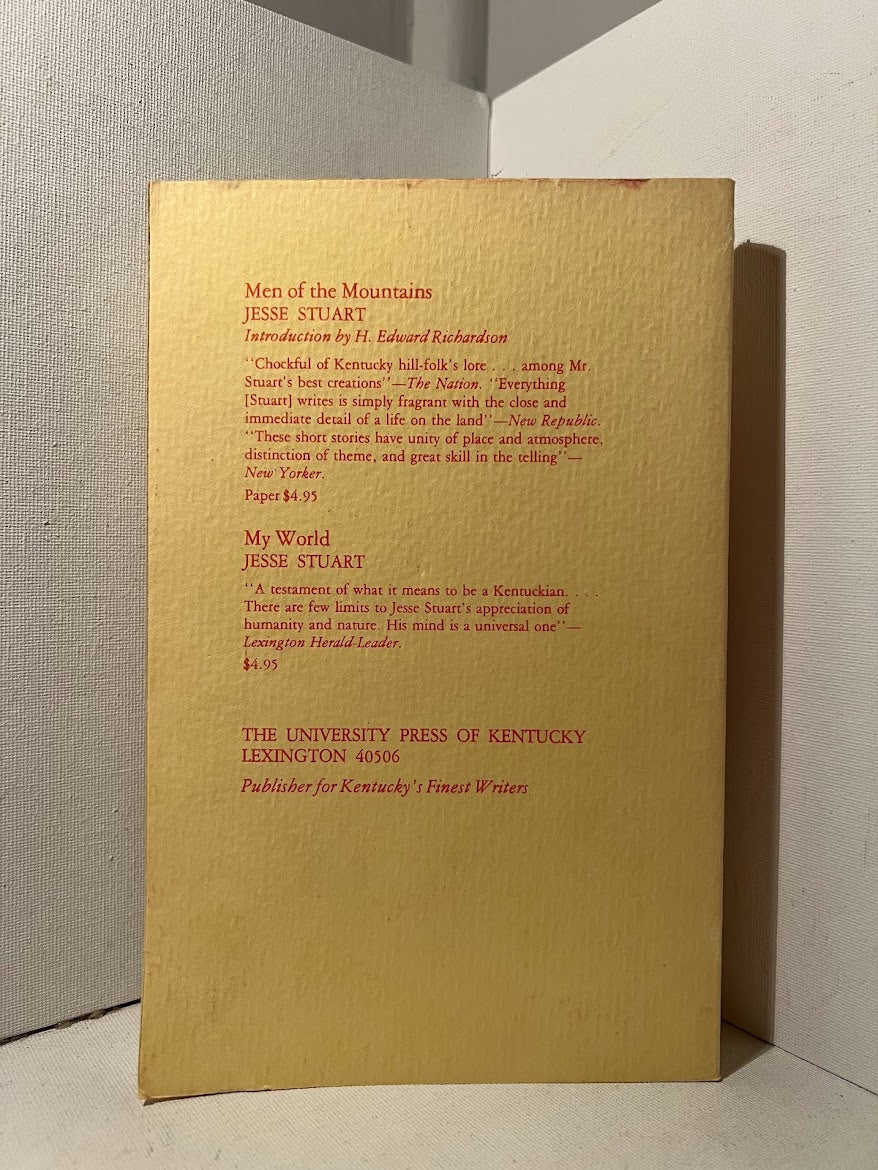 Men of the Mountains
JESSE STUART
Introduction by H. Edward Richardson
"Chockful of Kentucky hill-folk's lore . . . among Mr.
Stuart's best creations"—The Nation. "Everything
[Stuart] writes is simply fragrant with the close and
immediate detail of a life on the land"—New Republic.
"These short stories have unity of place and atmosphere,
distinction of theme, and great skill in the telling"—
New Yorker.
Paper $4.95
My World
JESSE STUART
"A testament of what it means to be a Kentuckian. . . .
There are few limits to Jesse Stuart's appreciation of
humanity and nature. His mind is a universal one"—
Lexington Herald-Leader.
$4.95
THE UNIVERSITY PRESS OF KENTUCKY
LEXINGTON 40506
Publisher for Kentucky's Finest Writers